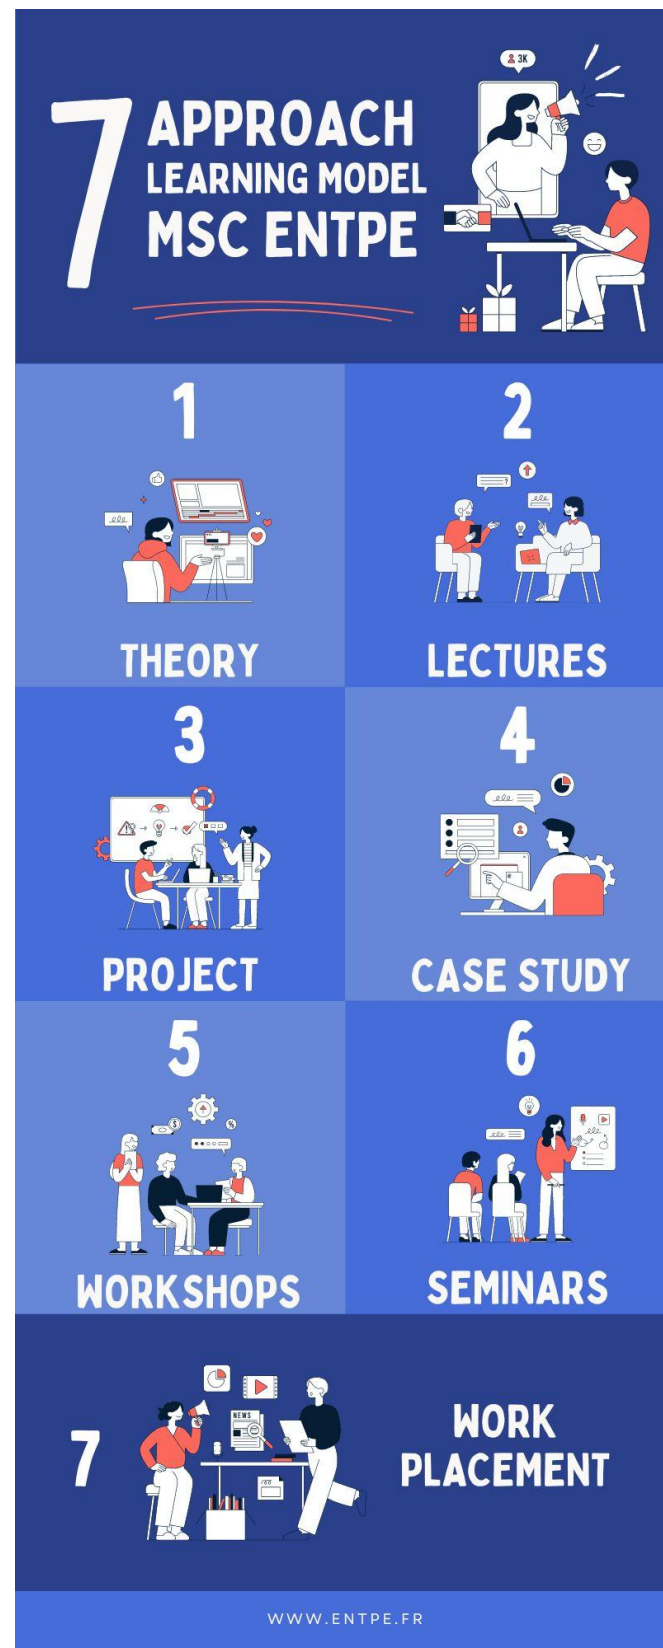 7
APPROACH
LEARNING MODEL
MSC ENTPE
3K
1
THEORY
2
?
LECTURES
3
PROJECT
4
CASE STUDY
5
$
%
WORKSHOPS
6
SEMINARS
7
NEWS
WORK
PLACEMENT
WWW.ENTPE.FR